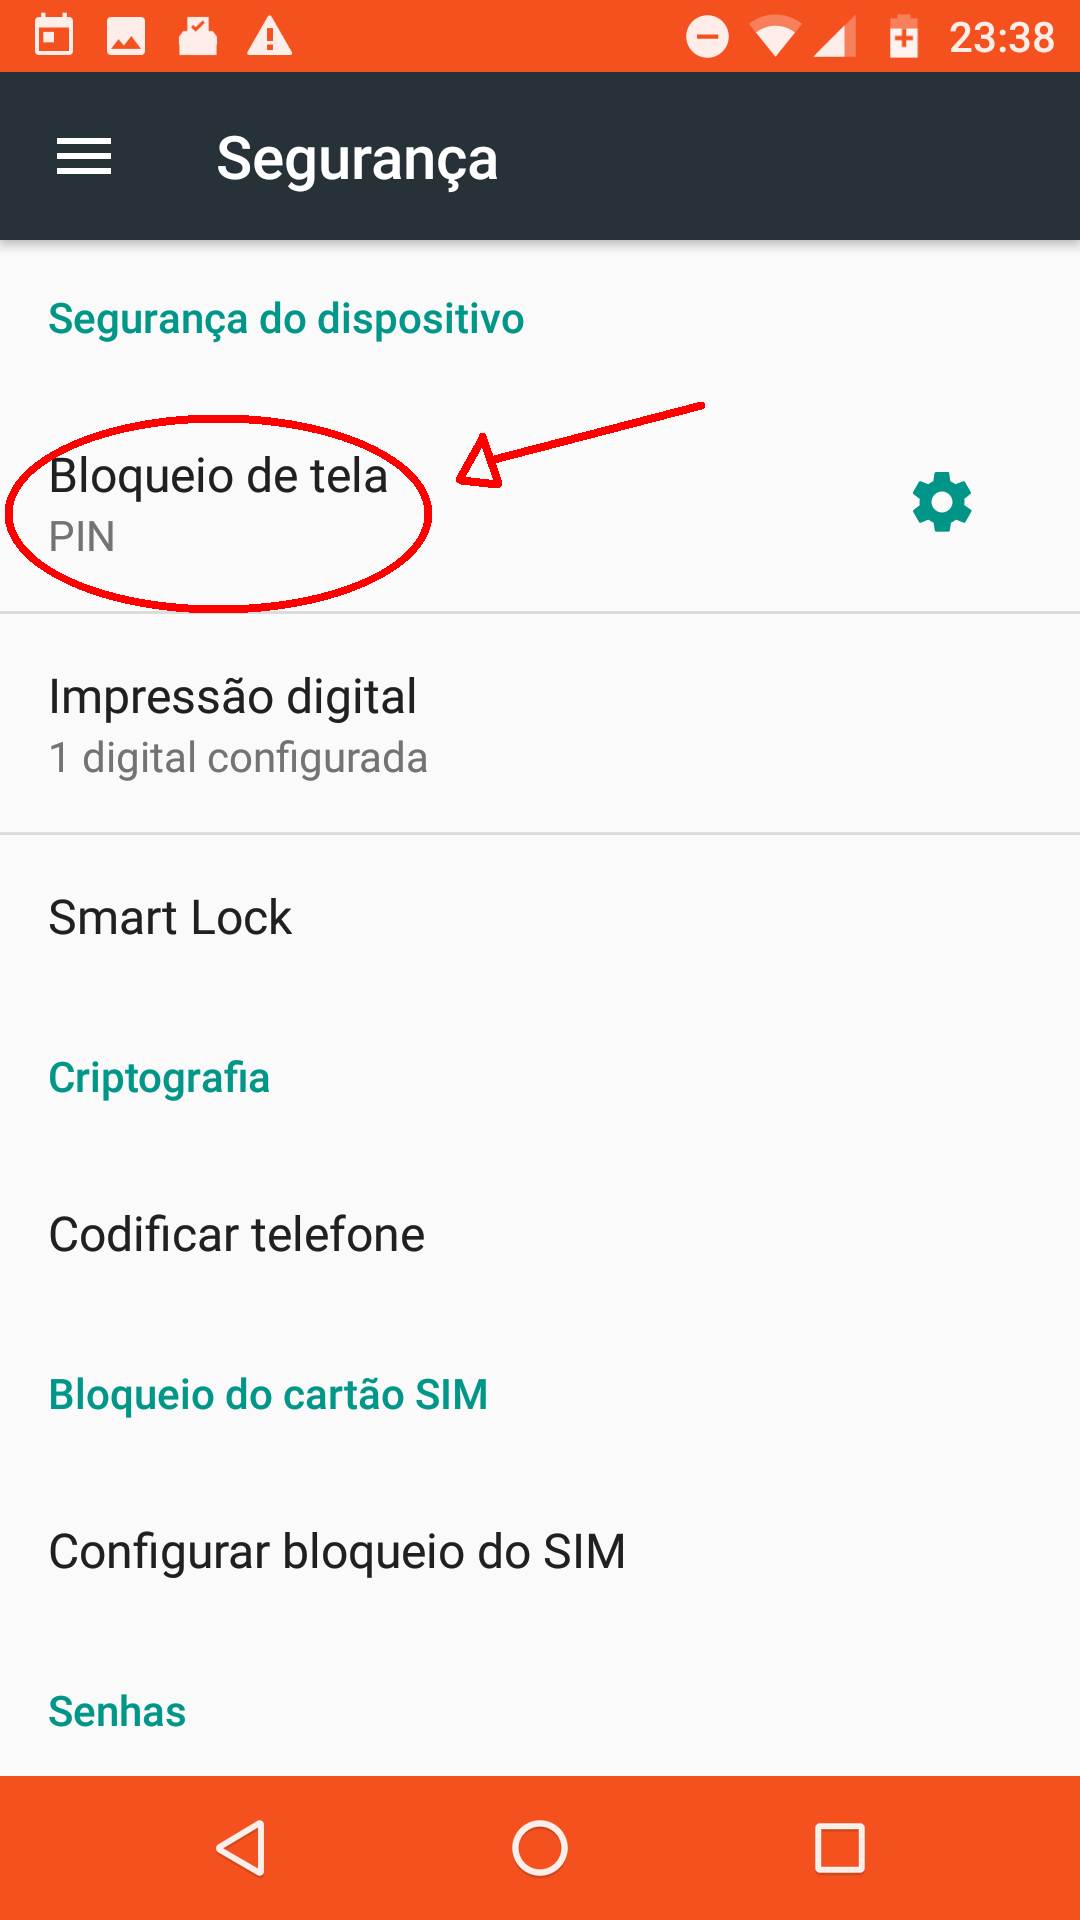 23:38
Segurança
Segurança do dispositivo
Bloqueio de tela
PIN
Impressão digital
1 digital configurada
Smart Lock
Criptografia
Codificar telefone
Bloqueio do cartão SIM
Configurar bloqueio do SIM
Senhas